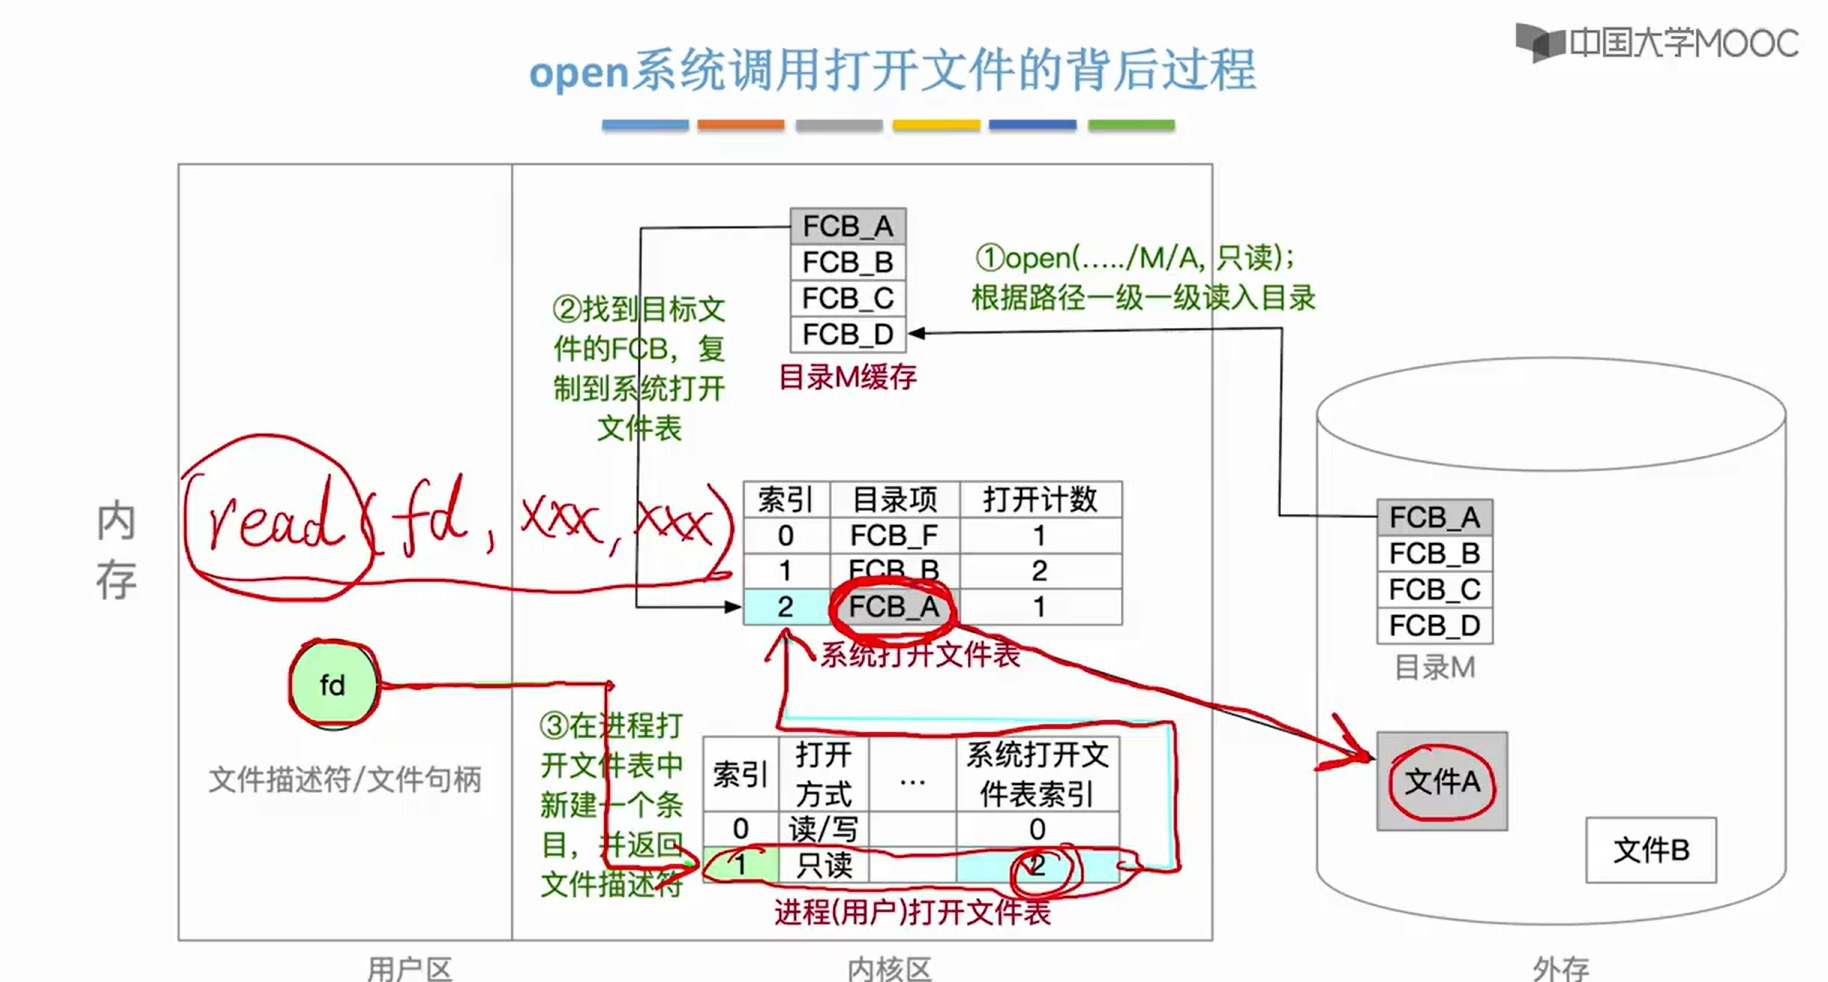 中国大学MOOC
open系统调用打开文件的背后过程
FCB_A
FCB_B
FCB_C
FCB_D
目录M缓存
①open(...../M/A, 只读);
根据路径一级一级读入目录
②找到目标文
件的FCB，复
制到系统打开
文件表
内
存
read(fd, xxx, xxx)
索引 目录项 打开计数
0 FCB_F 1
1 FCB_B 2
2 FCB_A 1
系统打开文件表
FCB_A
FCB_B
FCB_C
FCB_D
目录M
fd
文件描述符/文件句柄
③在进程打
开文件表中
新建一个条
目，并返回
文件描述符
索引 打开方式 ... 系统打开文件表索引
0 读/写 0
1 只读 2
进程(用户)打开文件表
文件A
文件B
用户区
内核区
外存